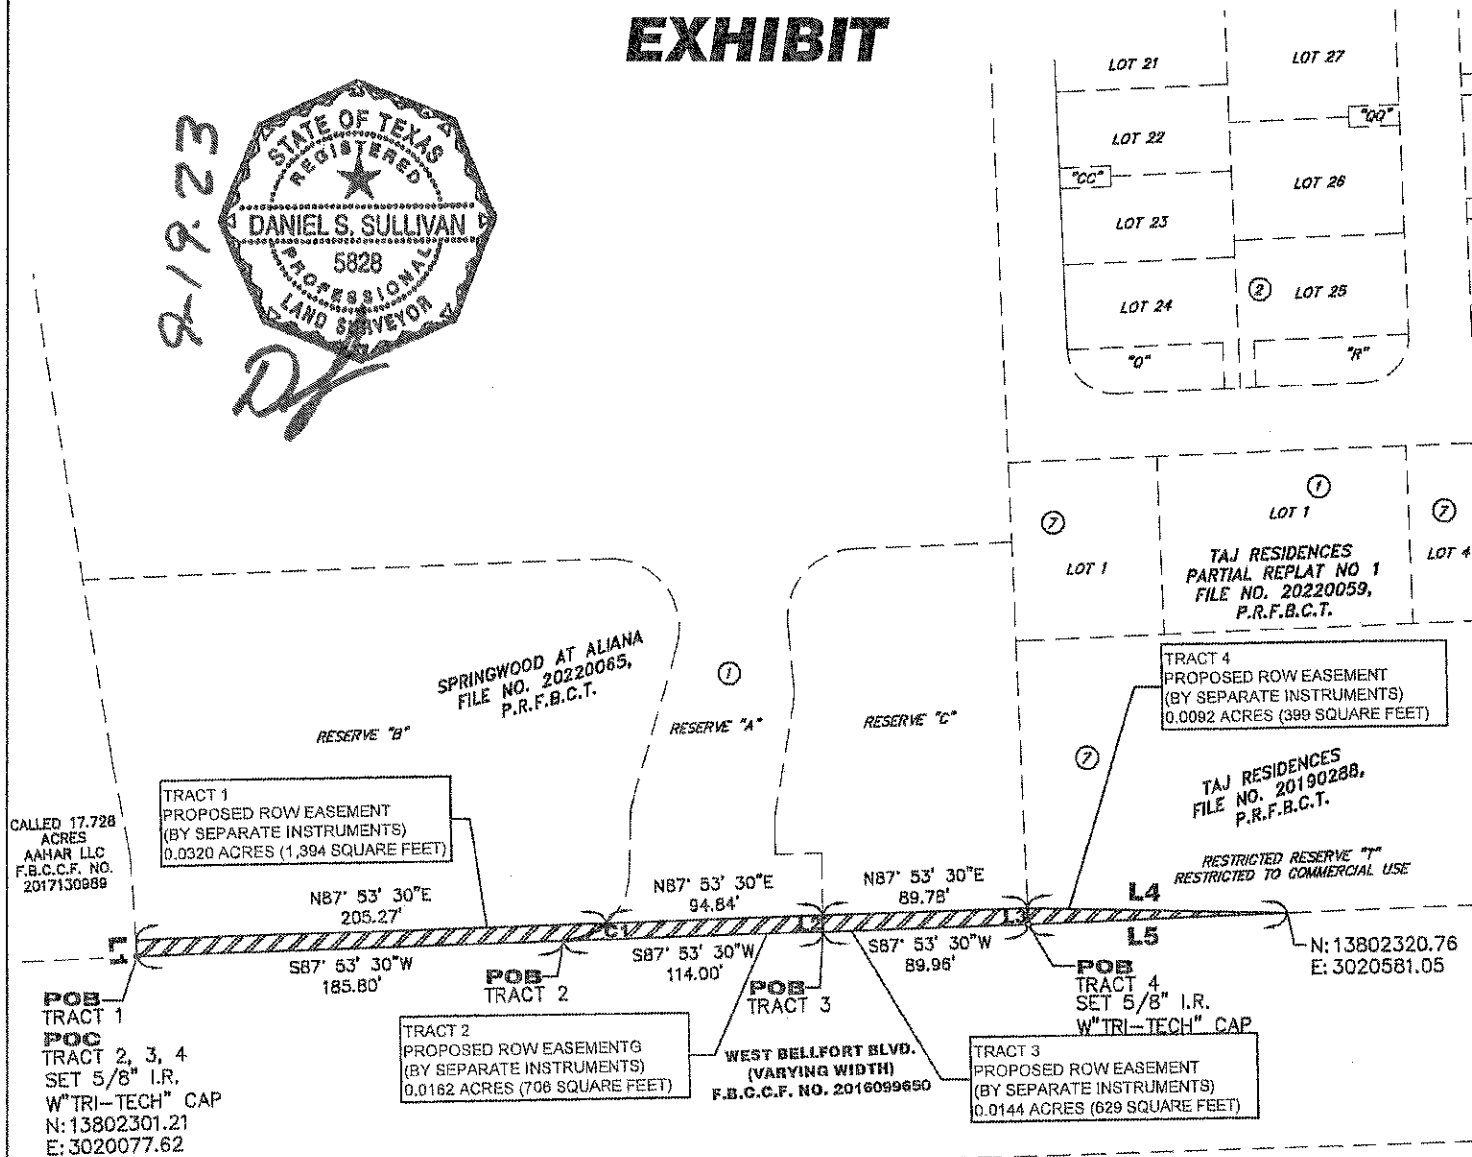 EXHIBIT
9-19-23
STATE OF TEXAS
REGISTERED
DANIEL S. SULLIVAN
5828
PROFESSIONAL
LAND SURVEYOR
LOT 21
LOT 27
"QQ"
LOT 22
"CC"
LOT 26
LOT 23
LOT 24
2
LOT 25
"Q"
"R"
7
LOT 1
1
LOT 1
TAJ RESIDENCES
PARTIAL REPLAT NO 1
FILE NO. 20220059,
P.R.F.B.C.T.
7
LOT 4
SPRINGWOOD AT ALIANA
FILE NO. 20220065,
P.R.F.B.C.T.
1
RESERVE "B"
RESERVE "A"
RESERVE "C"
TRACT 4
PROPOSED ROW EASEMENT
(BY SEPARATE INSTRUMENTS)
0.0092 ACRES (399 SQUARE FEET)
7
TAJ RESIDENCES
FILE NO. 20190288,
P.R.F.B.C.T.
RESTRICTED RESERVE "T"
RESTRICTED TO COMMERCIAL USE
CALLED 17.728
ACRES
AAHAR LLC
F.B.C.C.F. NO.
2017130989
TRACT 1
PROPOSED ROW EASEMENT
(BY SEPARATE INSTRUMENTS)
0.0320 ACRES (1,394 SQUARE FEET)
N87° 53' 30"E
205.27'
N87° 53' 30"E
94.84'
N87° 53' 30"E
89.78'
L4
L1
C1
L2
L3
L5
S87° 53' 30"W
185.80'
S87° 53' 30"W
114.00'
S87° 53' 30"W
89.96'
N:13802320.76
E:3020581.05
POB
TRACT 1
POC
TRACT 2, 3, 4
SET 5/8" I.R.
W"TRI-TECH" CAP
N:13802301.21
E:3020077.62
POB
TRACT 2
POB
TRACT 3
POB
TRACT 4
SET 5/8" I.R.
W"TRI-TECH" CAP
TRACT 2
PROPOSED ROW EASEMENTG
(BY SEPARATE INSTRUMENTS)
0.0162 ACRES (706 SQUARE FEET)
WEST BELLFORT BLVD.
(VARYING WIDTH)
F.B.C.C.F. NO. 2016099650
TRACT 3
PROPOSED ROW EASEMENT
(BY SEPARATE INSTRUMENTS)
0.0144 ACRES (629 SQUARE FEET)